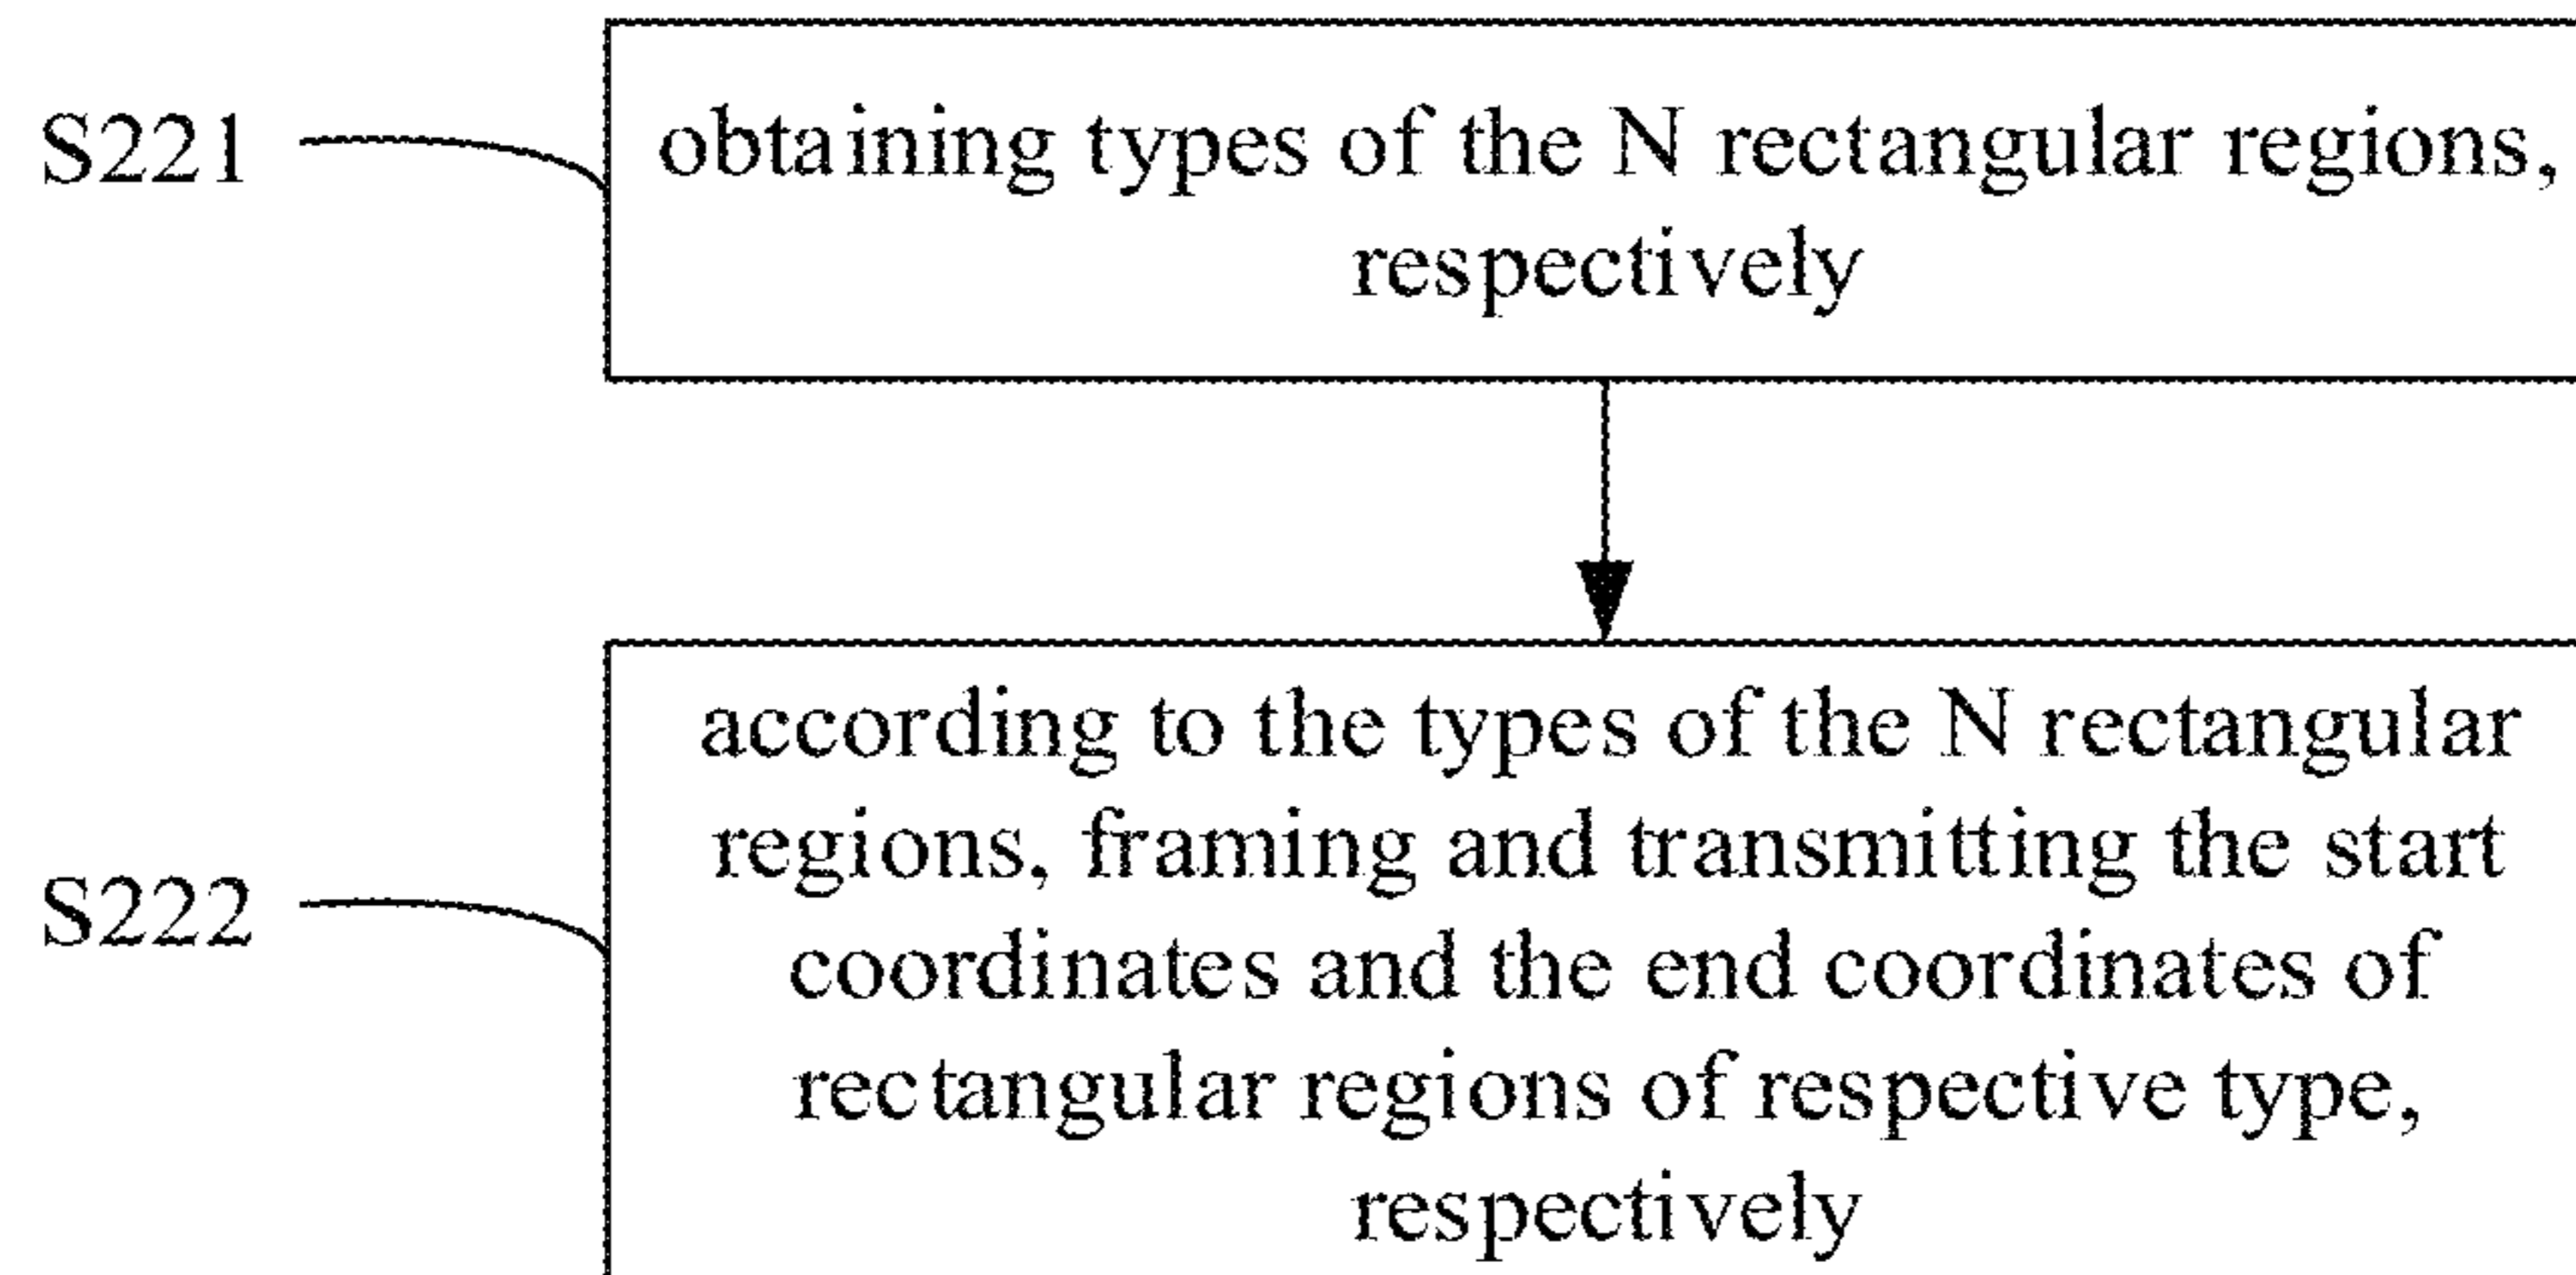 S221
obtaining types of the N rectangular regions,
respectively
according to the types of the N rectangular
regions, framing and transmitting the start
S222
coordinates and the end coordinates of
rectangular regions of respective type,
respectively